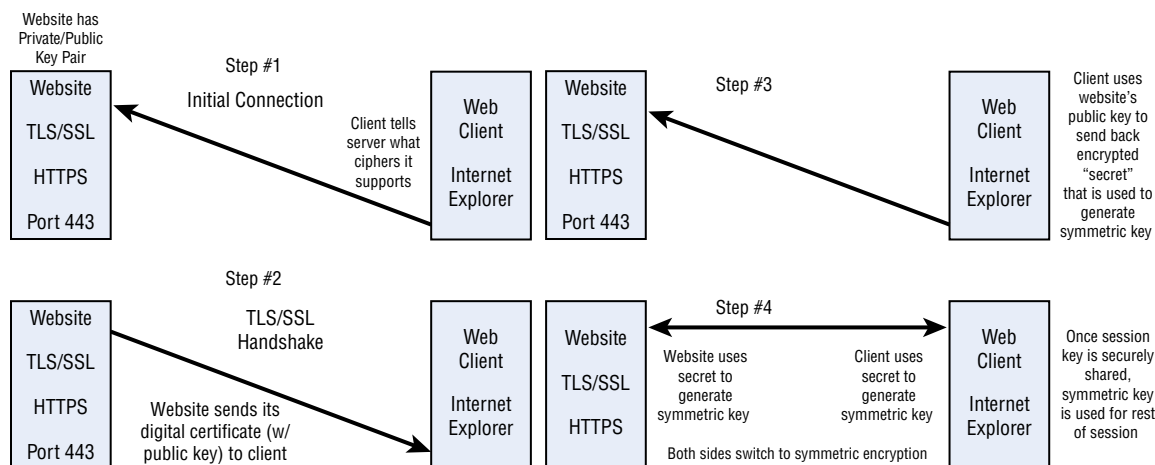 Website has
Private/Public
Key Pair
Website
TLS/SSL
HTTPS
Port 443
Step #1
Initial Connection
Client tells
server what
ciphers it
supports
Web
Client
Internet
Explorer
Website
TLS/SSL
HTTPS
Port 443
Step #3
Web
Client
Internet
Explorer
Client uses
website’s
public key to
send back
encrypted
“secret”
that is used to
generate
symmetric key
Website
TLS/SSL
HTTPS
Port 443
Step #2
TLS/SSL
Handshake
Website sends its
digital certificate (w/
public key) to client
Web
Client
Internet
Explorer
Website
TLS/SSL
HTTPS
Step #4
Website uses
secret to
generate
symmetric key
Client uses
secret to
generate
symmetric key
Both sides switch to symmetric encryption
Web
Client
Internet
Explorer
Once session
key is securely
shared,
symmetric key
is used for rest
of session